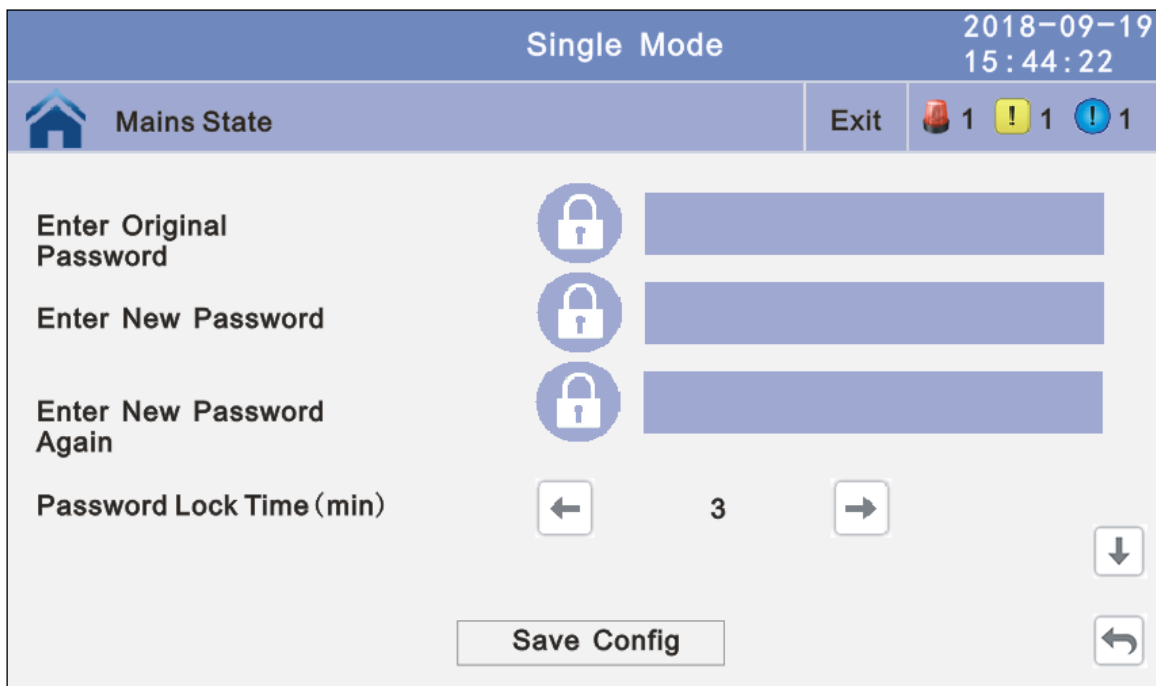 Single Mode
2018-09-19
15:44:22
Mains State
Exit
1
! 1
! 1
Enter Original
Password
Enter New Password
Enter New Password
Again
Password Lock Time(min)
3
Save Config